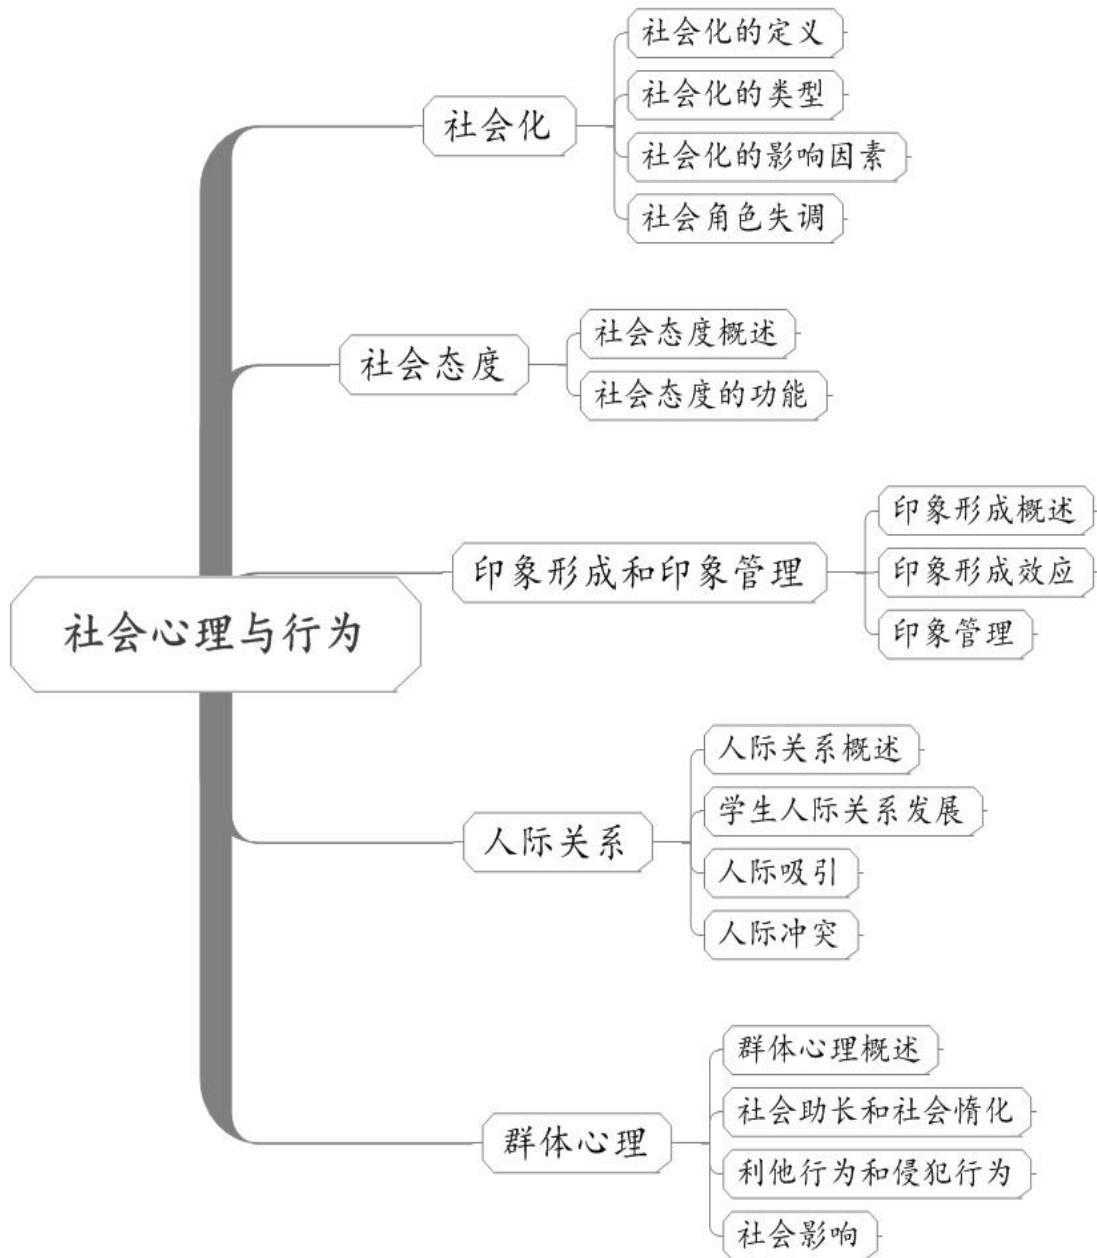 社会心理与行为
社会化
社会化的定义
社会化的类型
社会化的影响因素
社会角色失调
社会态度
社会态度概述
社会态度的功能
印象形成和印象管理
印象形成概述
印象形成效应
印象管理
人际关系
人际关系概述
学生人际关系发展
人际吸引
人际冲突
群体心理
群体心理概述
社会助长和社会惰化
利他行为和侵犯行为
社会影响